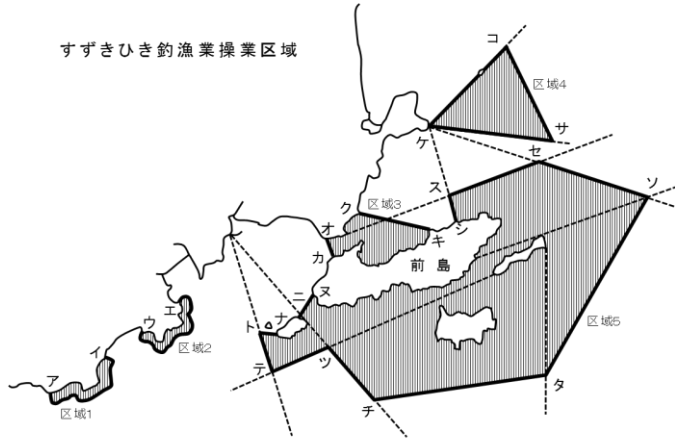 すずきひき釣漁業操業区域
コ
区域4
サ
ケ
セ
ス
ソ
ク
区域3
オ
シ
キ
カ
前島
ニ
ヌ
エ
ウ
ト
ナ
区域5
区域2
イ
ツ
テ
ア
タ
チ
区域1